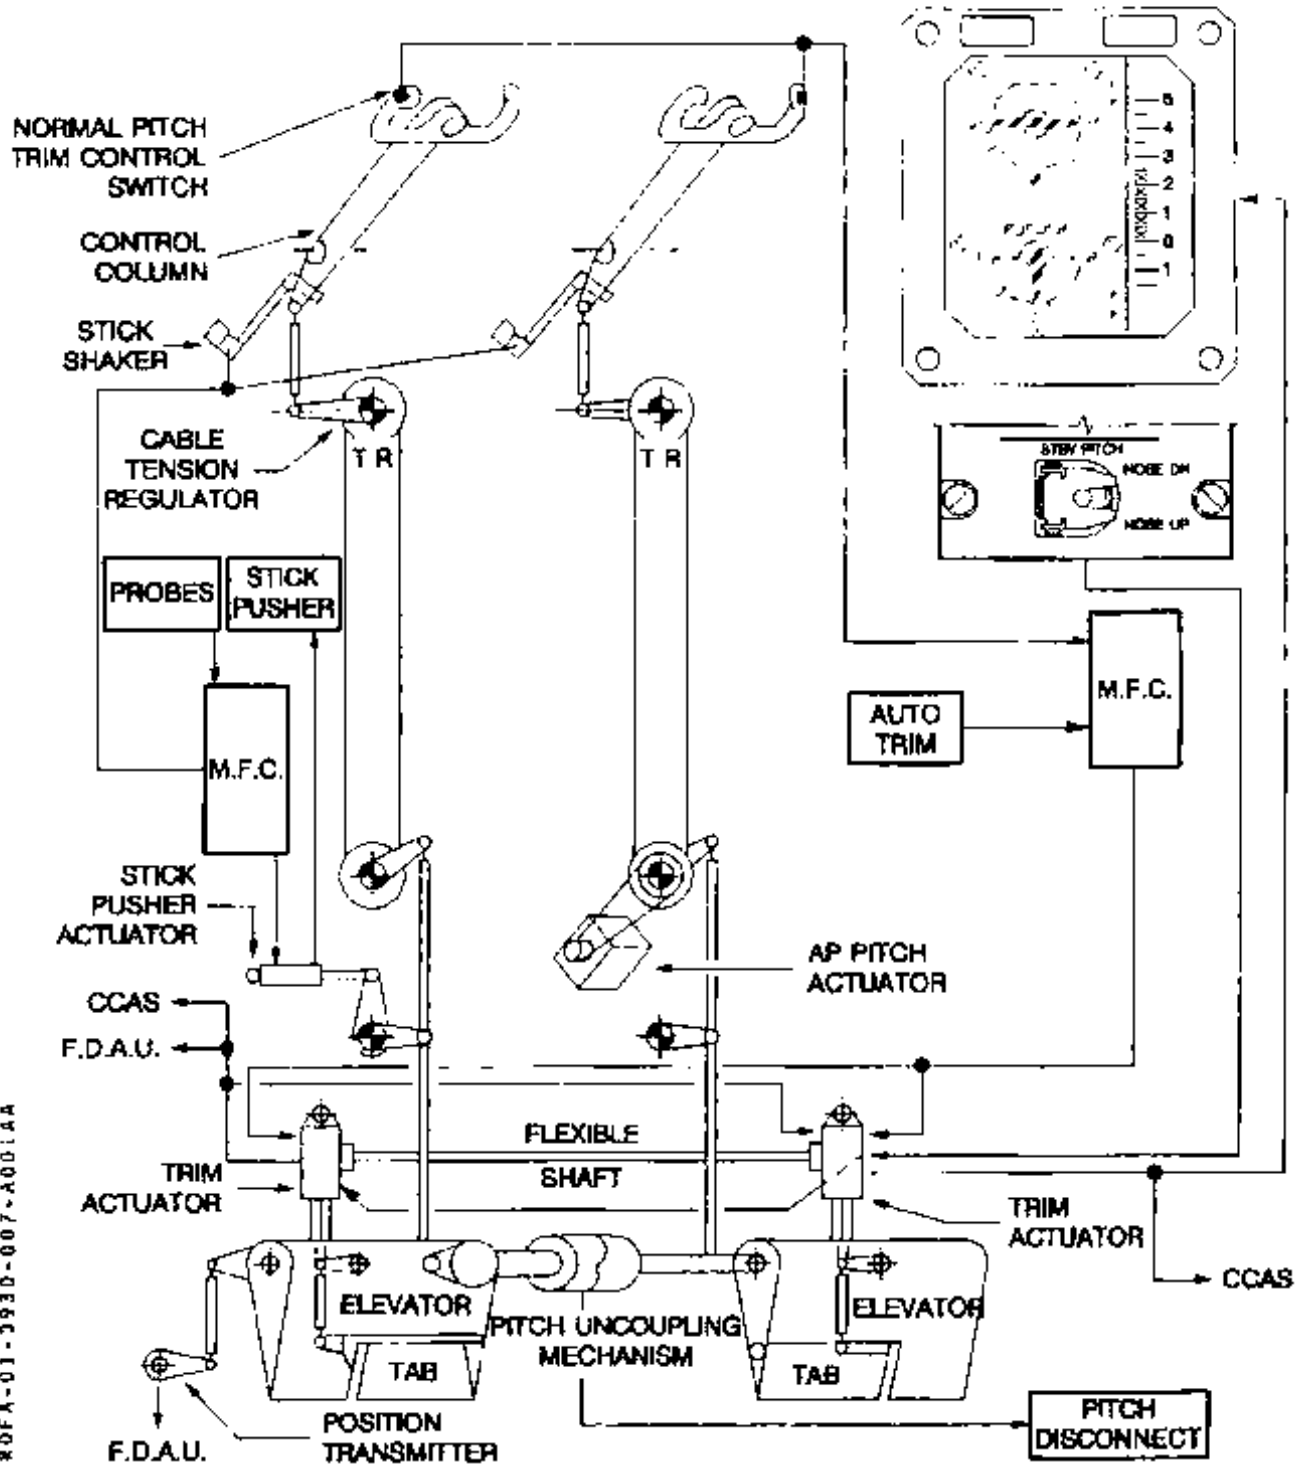 NORMAL PITCH
TRIM CONTROL
SWITCH
CONTROL
COLUMN
STICK
SHAKER
5
4
3
2
1
0
1
CABLE
TENSION
REGULATOR
T R
T R
STBY PITCH
NOSE DN
NOSE UP
PROBES
STICK
PUSHER
M.F.C.
M.F.C.
AUTO
TRIM
STICK
PUSHER
ACTUATOR
AP PITCH
ACTUATOR
CCAS
F.D.A.U.
FLEXIBLE
SHAFT
TRIM
ACTUATOR
TRIM
ACTUATOR
CCAS
ELEVATOR
ELEVATOR
PITCH UNCOUPLING
MECHANISM
TAB
TAB
POSITION
TRANSMITTER
F.D.A.U.
PITCH
DISCONNECT